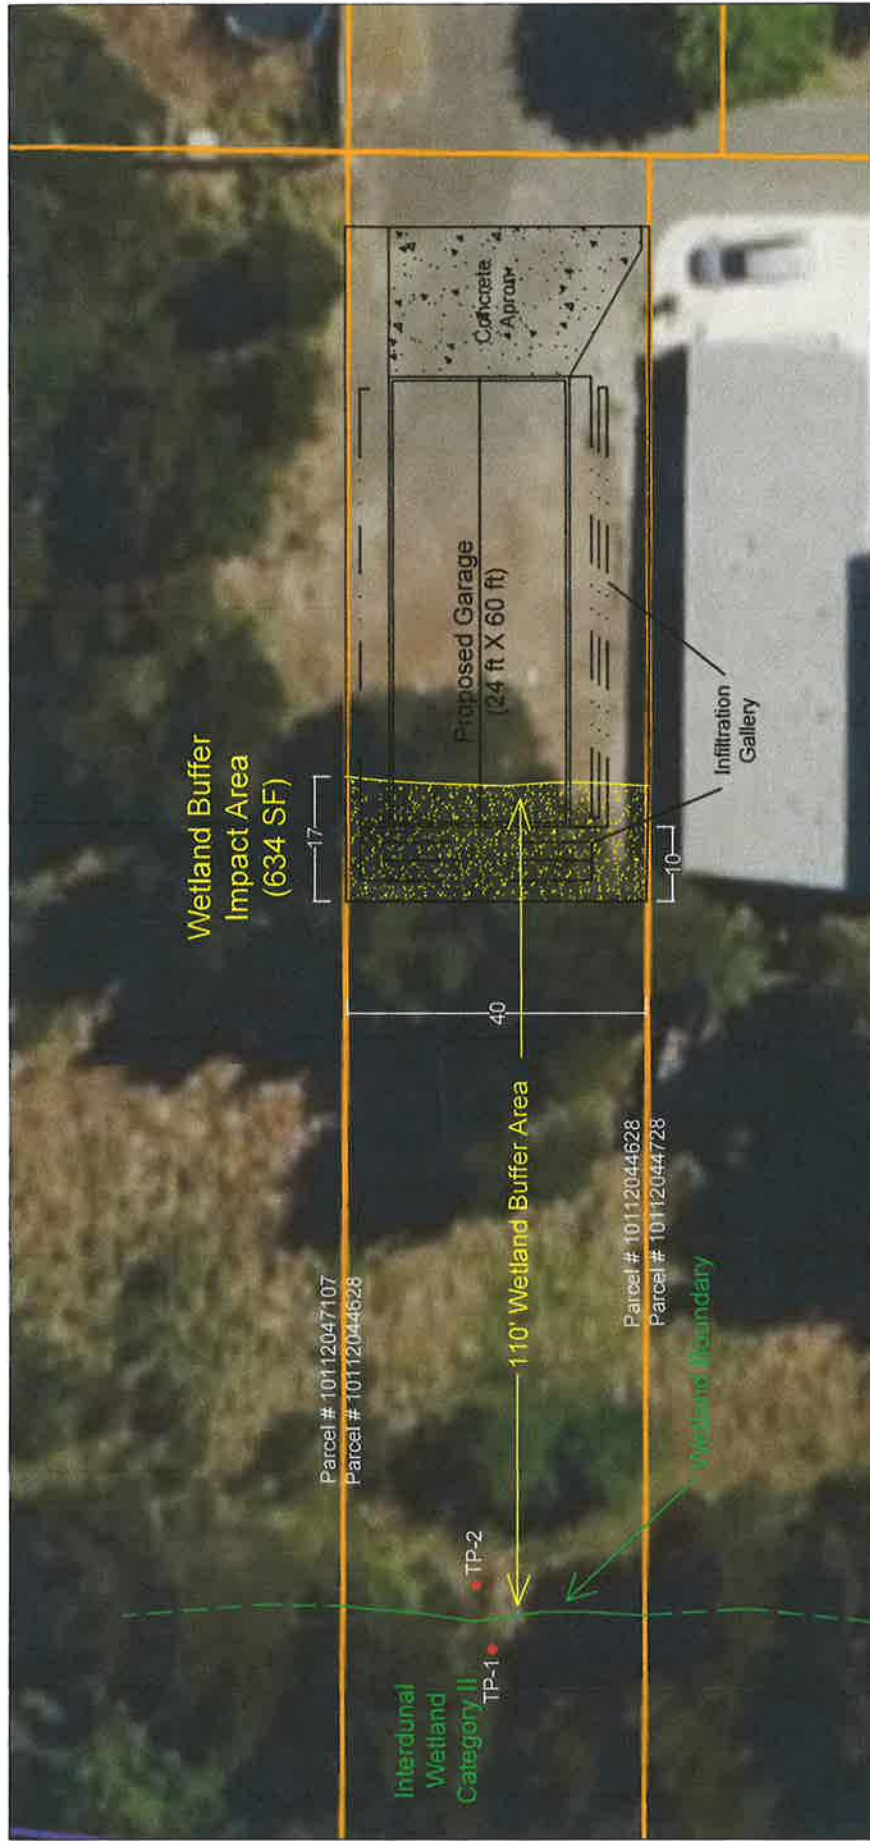 Wetland Buffer
Impact Area
(634 SF)
17
Concrete
Apron
Proposed Garage
(24 ft X 60 ft)
Infiltration
Gallery
10
40
110' Wetland Buffer Area
Parcel # 10112047107
Parcel # 10112044628
Parcel # 10112044628
Parcel # 10112044728
Wetland Boundary
TP-2
TP-1
Interdunal
Wetland
Category II